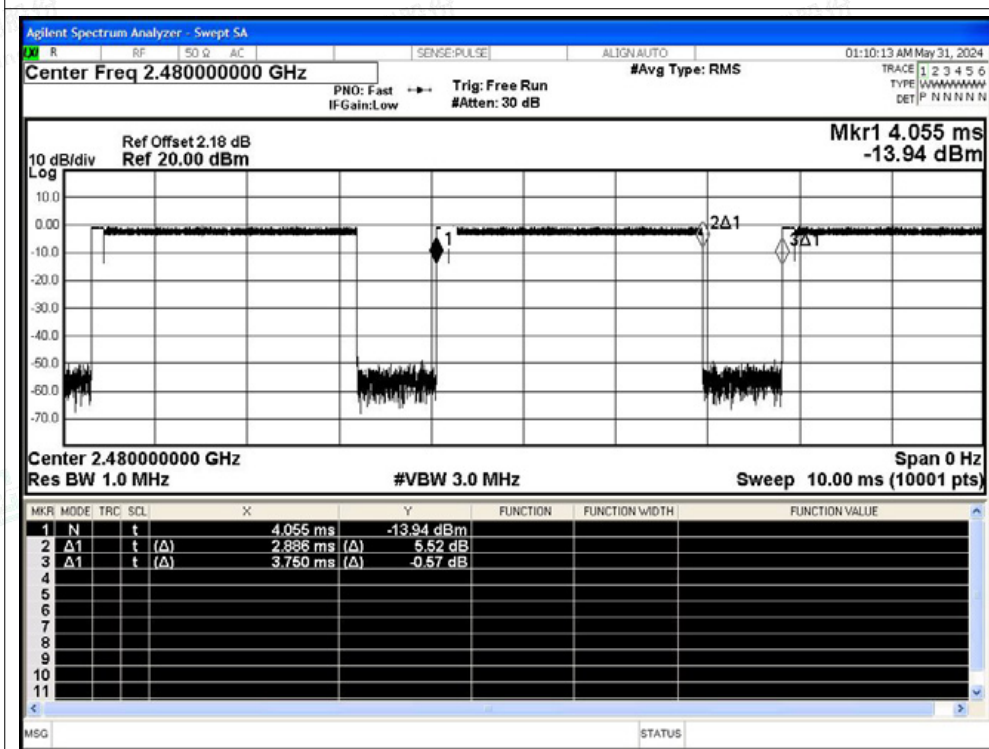 Agilent Spectrum Analyzer - Swept SA
R RF 50 Ω AC SENSE:PULSE ALIGN AUTO 01:10:13 AM May 31, 2024
Center Freq 2.480000000 GHz #Avg Type: RMS TRACE 1 2 3 4 5 6
PNO: Fast Trig: Free Run TYPE WWWWWW
IFGain:Low #Atten: 30 dB DET P N N N N N
Mkr1 4.055 ms
Ref Offset 2.18 dB -13.94 dBm
10 dB/div Ref 20.00 dBm
Log
10.0
0.00 2Δ1
1 3Δ1
-10.0
-20.0
-30.0
-40.0
-50.0
-60.0
-70.0
Center 2.480000000 GHz Span 0 Hz
Res BW 1.0 MHz #VBW 3.0 MHz Sweep 10.00 ms (10001 pts)
MKR MODE TRC SCL X Y FUNCTION FUNCTION WIDTH FUNCTION VALUE
1 N t 4.055 ms -13.94 dBm
2 Δ1 t (Δ) 2.886 ms (Δ) 5.52 dB
3 Δ1 t (Δ) 3.750 ms (Δ) -0.57 dB
4
5
6
7
8
9
10
11
MSG STATUS